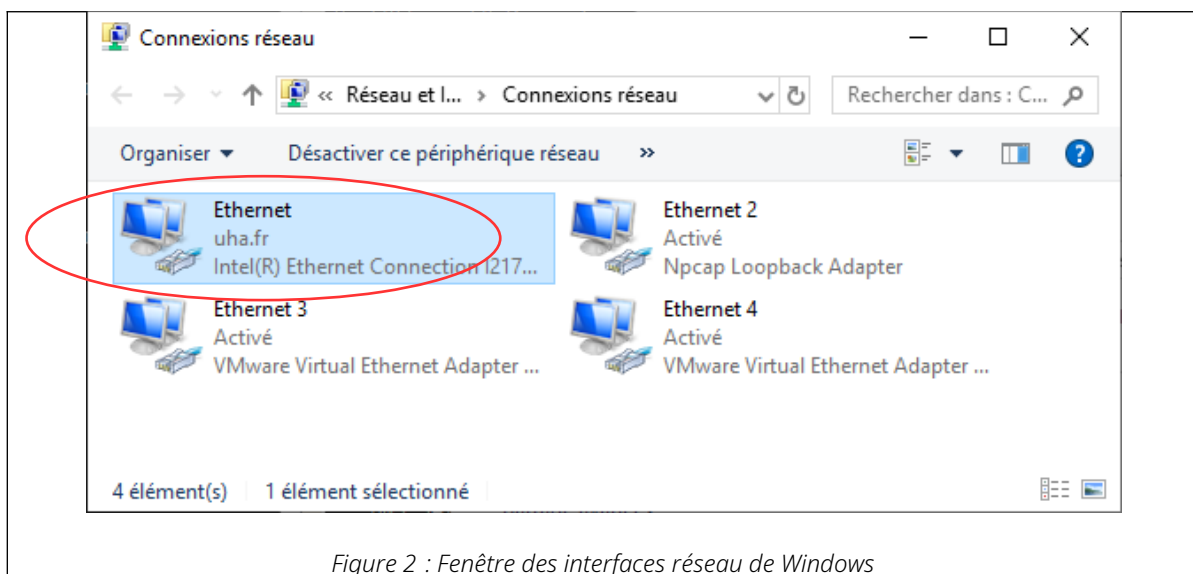 Connexions réseau
« Réseau et I... › Connexions réseau
Rechercher dans : C...
Organiser
Désactiver ce périphérique réseau »
Ethernet
uha.fr
Intel(R) Ethernet Connection I217...
Ethernet 2
Activé
Npcap Loopback Adapter
Ethernet 3
Activé
VMware Virtual Ethernet Adapter ...
Ethernet 4
Activé
VMware Virtual Ethernet Adapter ...
4 élément(s)
1 élément sélectionné
Figure 2 : Fenêtre des interfaces réseau de Windows